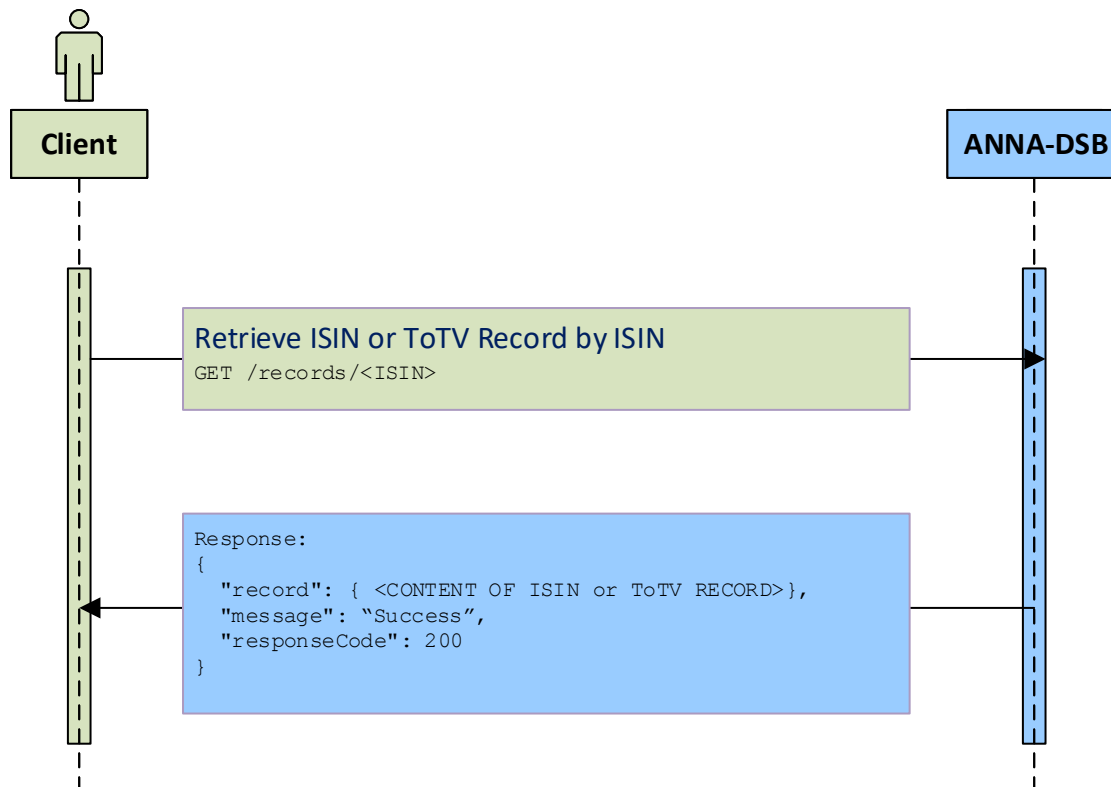 Client
ANNA-DSB
Retrieve ISIN or ToTV Record by ISIN
GET /records/<ISIN>
Response:
{
  "record": { <CONTENT OF ISIN or ToTV RECORD>},
  "message": “Success”,
  "responseCode": 200
}